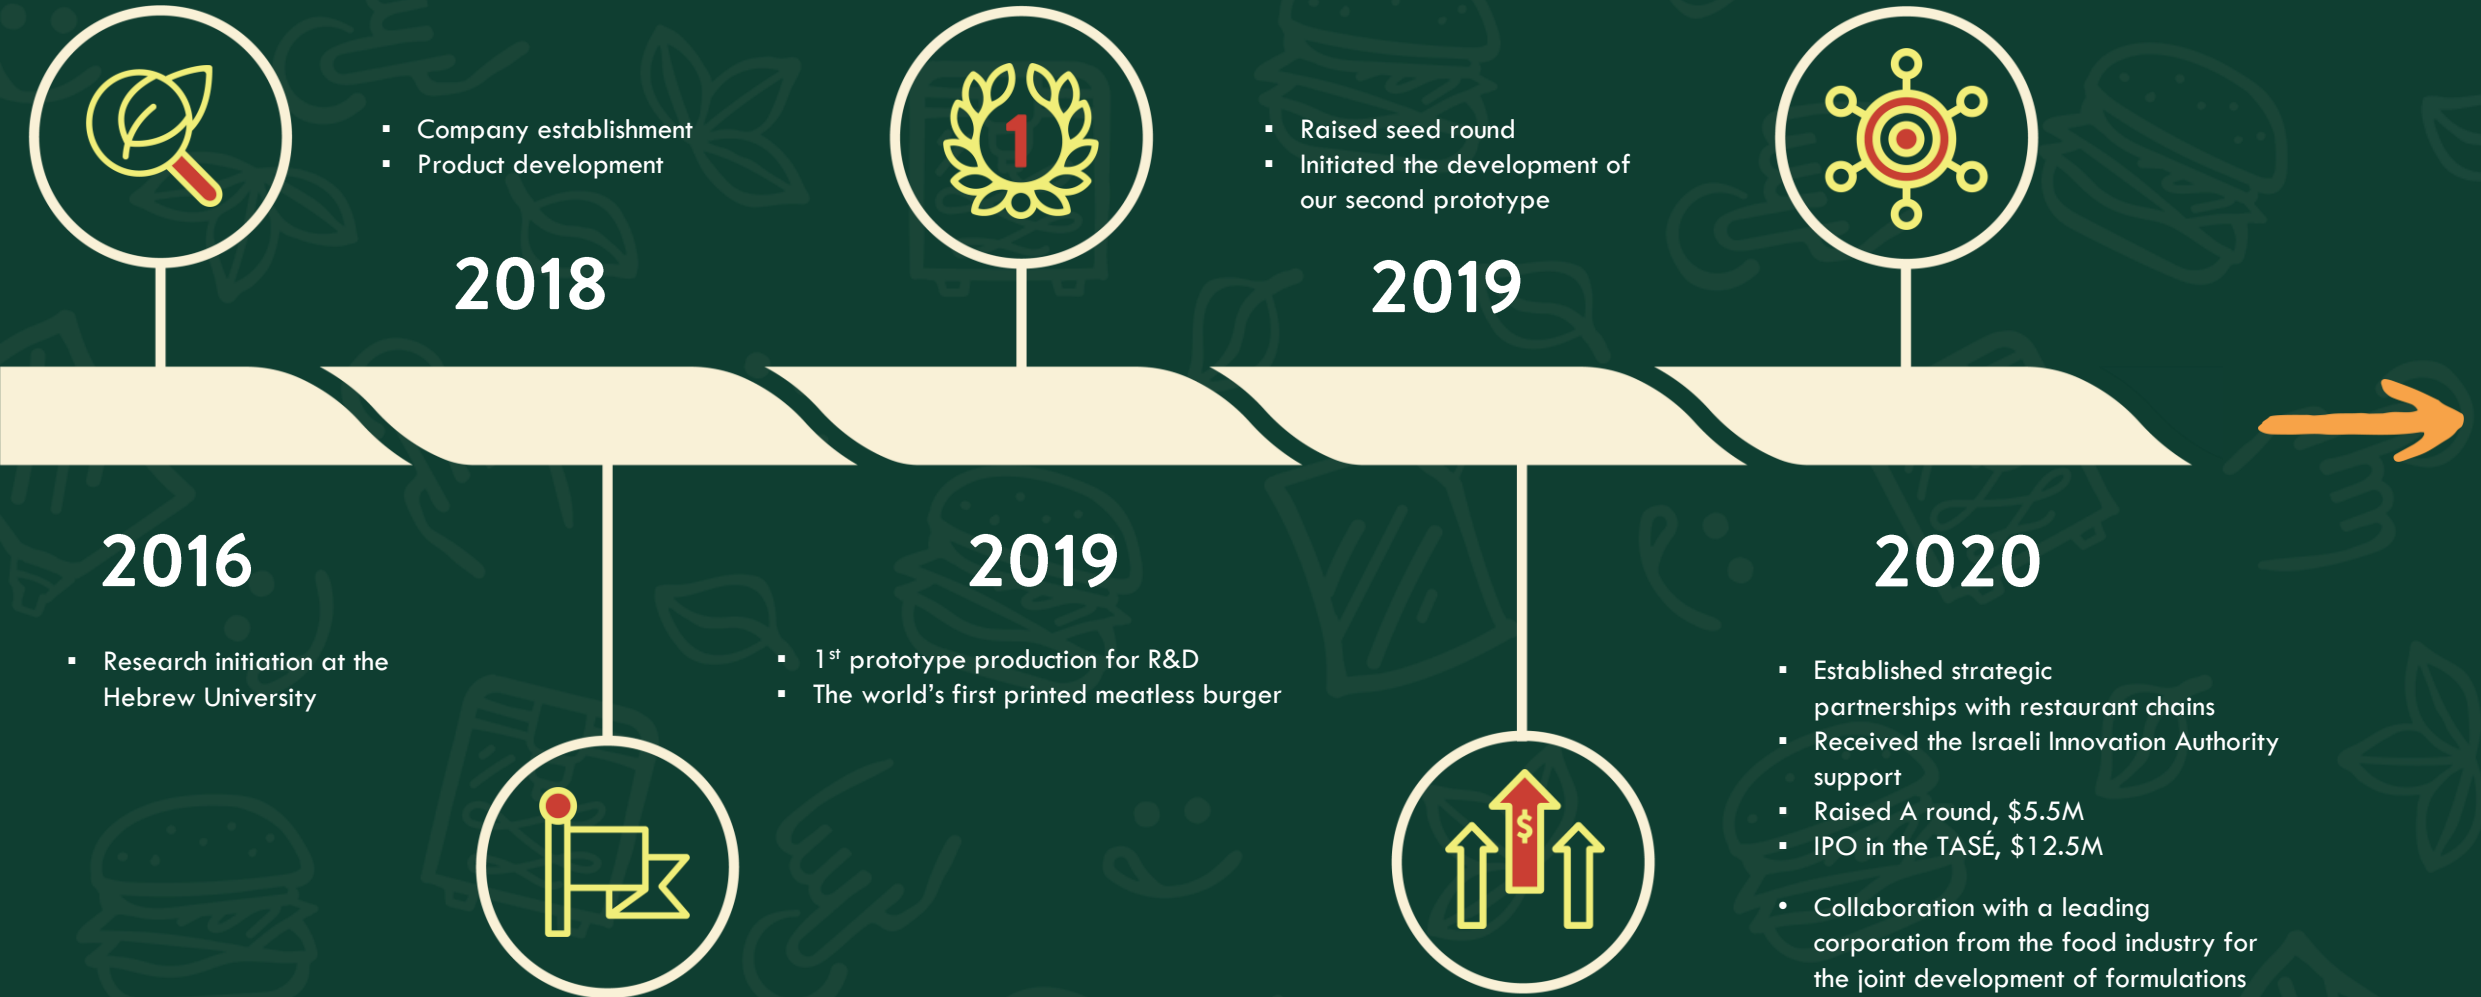 ▪ Company establishment
▪ Product development
2018
1
▪ Raised seed round
▪ Initiated the development of
our second prototype
2019
2016
▪ Research initiation at the
Hebrew University
2019
▪ 1st prototype production for R&D
▪ The world’s first printed meatless burger
$
2020
▪ Established strategic
partnerships with restaurant chains
▪ Received the Israeli Innovation Authority
support
▪ Raised A round, $5.5M
▪ IPO in the TASÉ, $12.5M
• Collaboration with a leading
corporation from the food industry for
the joint development of formulations